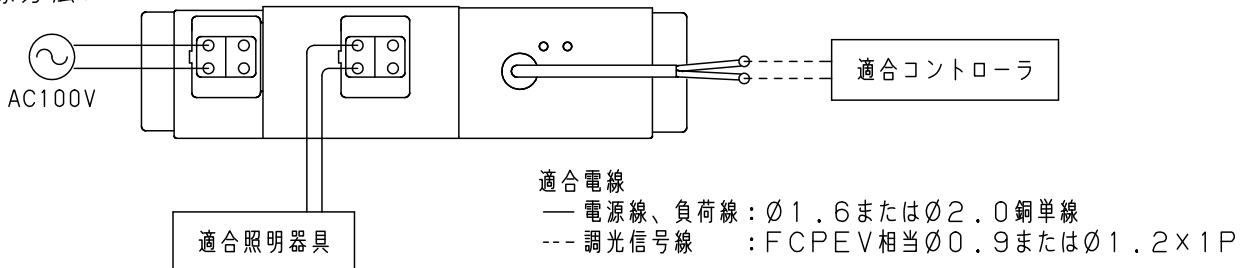 AC100V
適合コントローラ
適合照明器具
適合電線
― 電源線、負荷線：Ø1.6またはØ2.0銅単線
--- 調光信号線　　：FCPEV相当Ø0.9またはØ1.2×1P